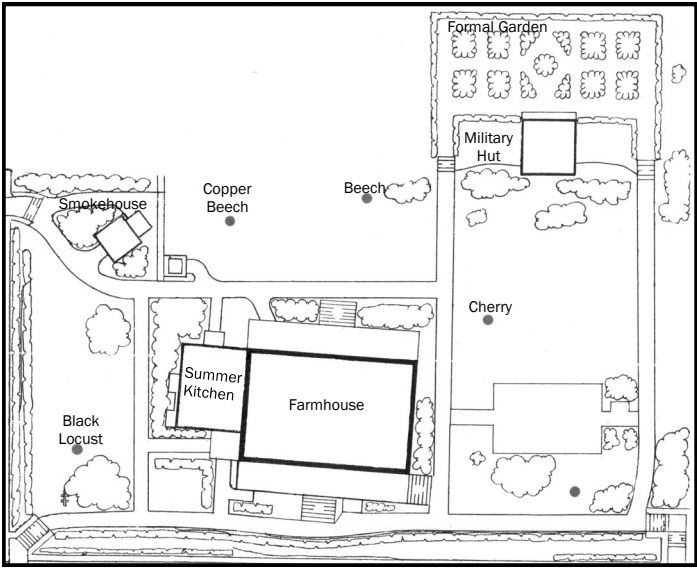 Formal Garden
Military
Hut
Smokehouse
Copper
Beech
Beech
Cherry
Summer
Kitchen
Farmhouse
Black
Locust